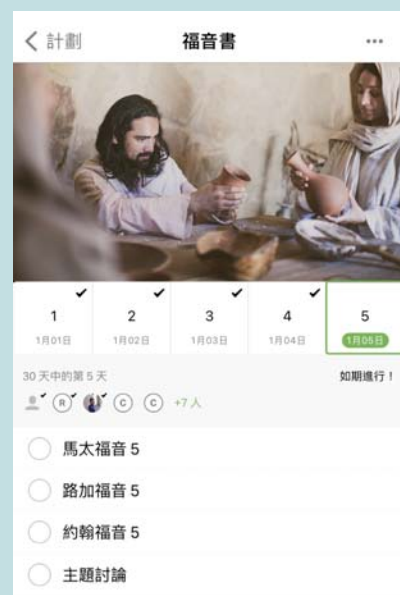 計劃 福音書 ...
1 2 3 4 5
1月01日 1月02日 1月03日 1月04日 1月05日
30 天中的第 5 天 如期進行！
R C C +7 人
馬太福音 5
路加福音 5
約翰福音 5
主題討論